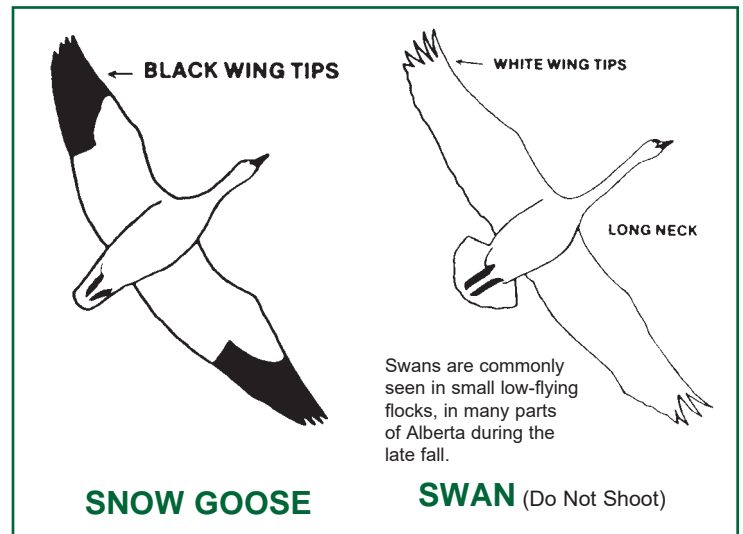 BLACK WING TIPS
SNOW GOOSE
WHITE WING TIPS
LONG NECK
Swans are commonly
seen in small low-flying
flocks, in many parts
of Alberta during the
late fall.
SWAN (Do Not Shoot)